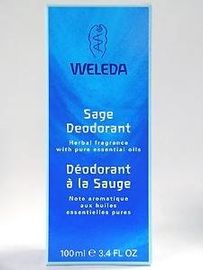 WELEDA
Sage
Deodorant
Herbal fragrance
with pure essential oils
Déodorant
à la Sauge
Note aromatique
aux huiles
essentielles pures
100ml e 3.4 FL OZ